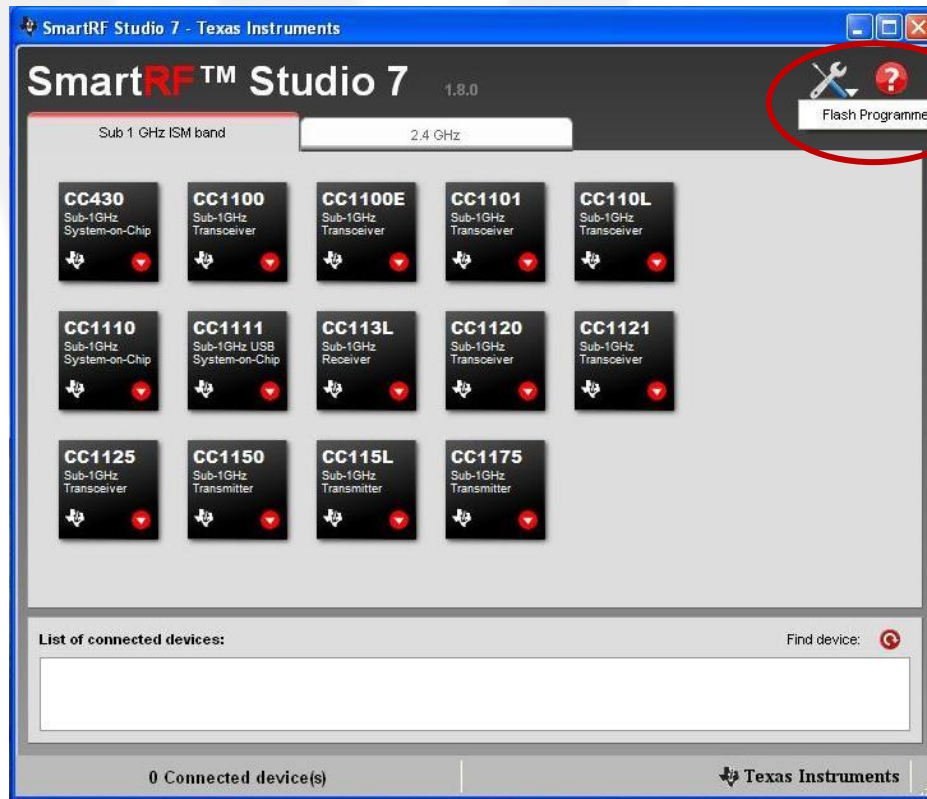 SmartRF Studio 7 - Texas Instruments
SmartRF™ Studio 7 1.8.0
Flash Programme
Sub 1 GHz ISM band
2.4 GHz
CC430
Sub-1GHz
System-on-Chip
CC1100
Sub-1GHz
Transceiver
CC1100E
Sub-1GHz
Transceiver
CC1101
Sub-1GHz
Transceiver
CC110L
Sub-1GHz
Transceiver
CC1110
Sub-1GHz
System-on-Chip
CC1111
Sub-1GHz USB
System-on-Chip
CC113L
Sub-1GHz
Receiver
CC1120
Sub-1GHz
Transceiver
CC1121
Sub-1GHz
Transceiver
CC1125
Sub-1GHz
Transceiver
CC1150
Sub-1GHz
Transmitter
CC115L
Sub-1GHz
Transmitter
CC1175
Sub-1GHz
Transmitter
List of connected devices:
Find device:
0 Connected device(s)
Texas Instruments